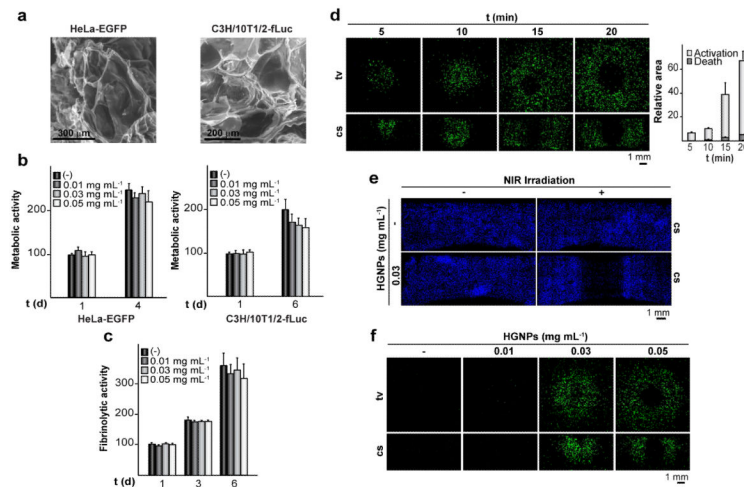 a
HeLa-EGFP
C3H/10T1/2-fLuc
300 µm
200 µm
b
Metabolic activity
200
100
(-)
0.01 mg mL-1
0.03 mg mL-1
0.05 mg mL-1
t (d)
1
4
HeLa-EGFP
Metabolic activity
200
100
(-)
0.01 mg mL-1
0.03 mg mL-1
0.05 mg mL-1
t (d)
1
6
C3H/10T1/2-fLuc
c
Fibrinolytic activity
300
200
100
(-)
0.01 mg mL-1
0.03 mg mL-1
0.05 mg mL-1
t (d)
1
3
6
d
t (min)
5
10
15
20
tv
cs
1 mm
Relative area
60
40
20
Activation
Death
5
10
15
20
t (min)
e
NIR Irradiation
-
+
HGNPs (mg mL-1)
-
0.03
cs
cs
1 mm
f
HGNPs (mg mL-1)
-
0.01
0.03
0.05
tv
cs
1 mm